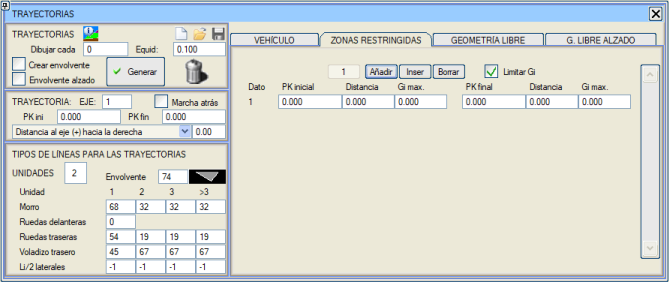 TRAYECTORIAS
TRAYECTORIAS
Dibujar cada 0 Equid: 0.100
Crear envolvente
Envolvente alzado
Generar
TRAYECTORIA: EJE: 1 Marcha atrás
PK ini 0.000 PK fin 0.000
Distancia al eje (+) hacia la derecha 0.00
TIPOS DE LÍNEAS PARA LAS TRAYECTORIAS
UNIDADES 2 Envolvente 74
Unidad 1 2 3 >3
Morro 68 32 32 32
Ruedas delanteras 0
Ruedas traseras 54 19 19 19
Voladizo trasero 45 67 67 67
Li/2 laterales -1 -1 -1 -1
VEHÍCULO ZONAS RESTRINGIDAS GEOMETRÍA LIBRE G. LIBRE ALZADO
1 Añadir Inser Borrar Limitar Gi
Dato PK inicial Distancia Gi max. PK final Distancia Gi max.
1 0.000 0.000 0.000 0.000 0.000 0.000